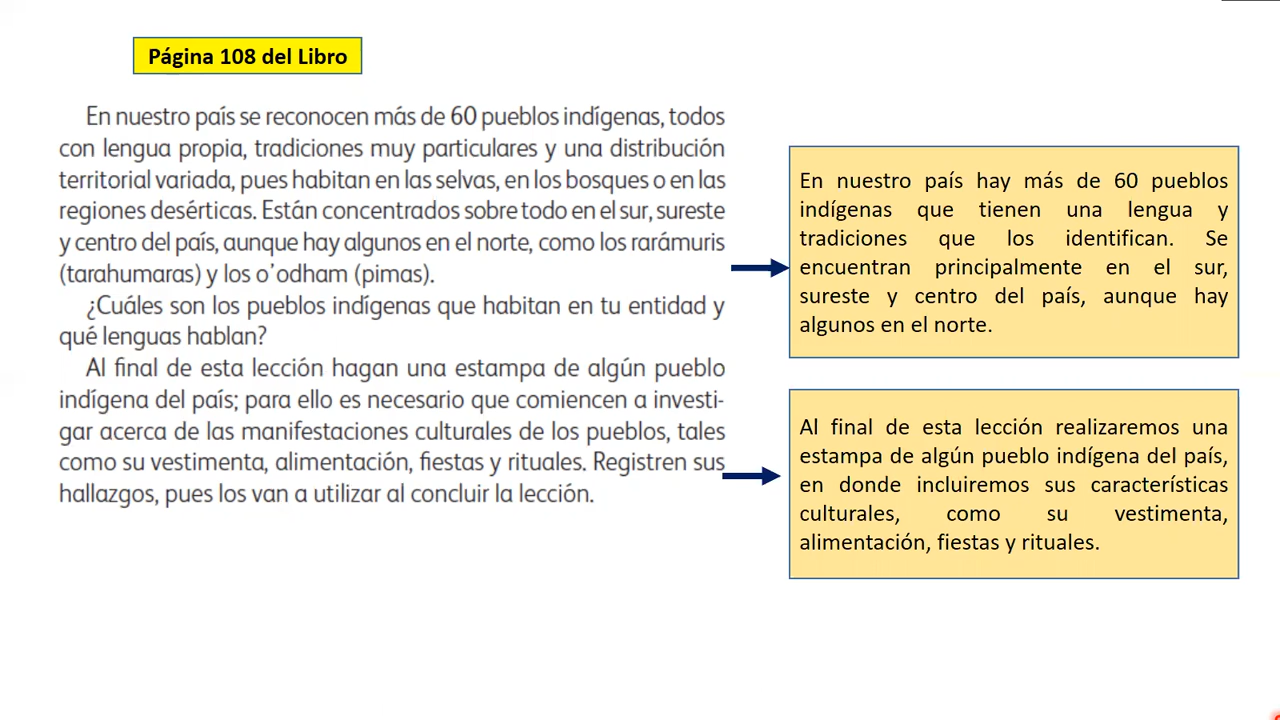 Página 108 del Libro
En nuestro país se reconocen más de 60 pueblos indígenas, todos
con lengua propia, tradiciones muy particulares y una distribución
territorial variada, pues habitan en las selvas, en los bosques o en las
regiones desérticas. Están concentrados sobre todo en el sur, sureste
y centro del país, aunque hay algunos en el norte, como los rarámuris
(tarahumaras) y los o’odham (pimas).
¿Cuáles son los pueblos indígenas que habitan en tu entidad y
qué lenguas hablan?
Al final de esta lección hagan una estampa de algún pueblo
indígena del país; para ello es necesario que comiencen a investi-
gar acerca de las manifestaciones culturales de los pueblos, tales
como su vestimenta, alimentación, fiestas y rituales. Registren sus
hallazgos, pues los van a utilizar al concluir la lección.
En nuestro país hay más de 60 pueblos
indígenas que tienen una lengua y
tradiciones que los identifican. Se
encuentran principalmente en el sur,
sureste y centro del país, aunque hay
algunos en el norte.
Al final de esta lección realizaremos una
estampa de algún pueblo indígena del país,
en donde incluiremos sus características
culturales, como su vestimenta,
alimentación, fiestas y rituales.